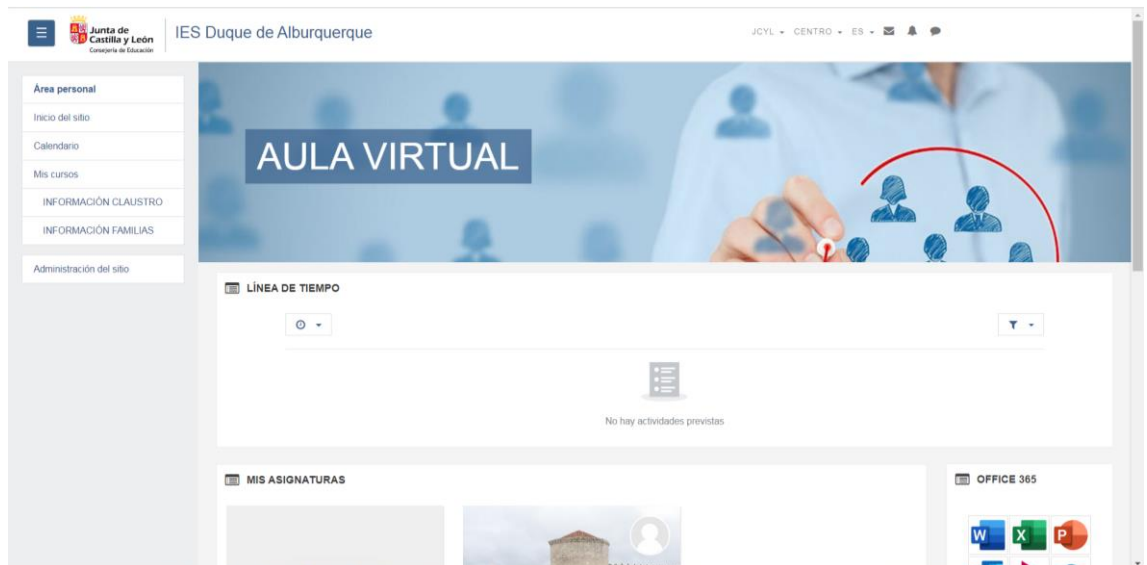 Junta de
Castilla y León
Consejería de Educación
IES Duque de Alburquerque
JCYL
CENTRO
ES
Área personal
Inicio del sitio
Calendario
Mis cursos
INFORMACIÓN CLAUSTRO
INFORMACIÓN FAMILIAS
Administración del sitio
AULA VIRTUAL
LÍNEA DE TIEMPO
No hay actividades previstas
MIS ASIGNATURAS
OFFICE 365
W X P